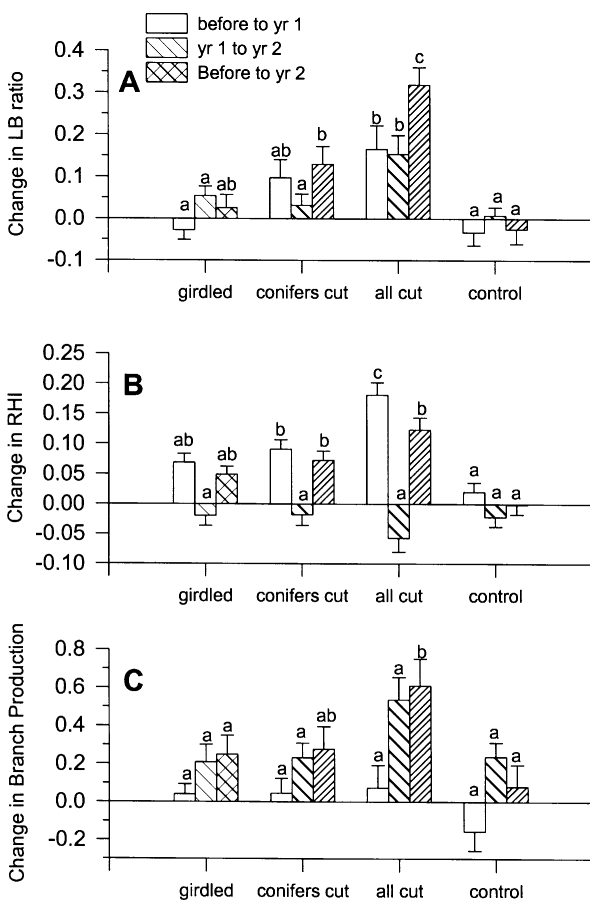 before to yr 1
yr 1 to yr 2
Before to yr 2
A
Change in LB ratio
0.4
0.3
0.2
0.1
0.0
-0.1
a a ab
ab a b
b b c
a a a
girdled conifers cut all cut control
B
Change in RHI
0.25
0.20
0.15
0.10
0.05
0.00
-0.05
-0.10
ab a ab
b a b
c a b
a a a
girdled conifers cut all cut control
C
Change in Branch Production
0.8
0.6
0.4
0.2
0.0
-0.2
a a a
a a ab
a a b
a a a
girdled conifers cut all cut control